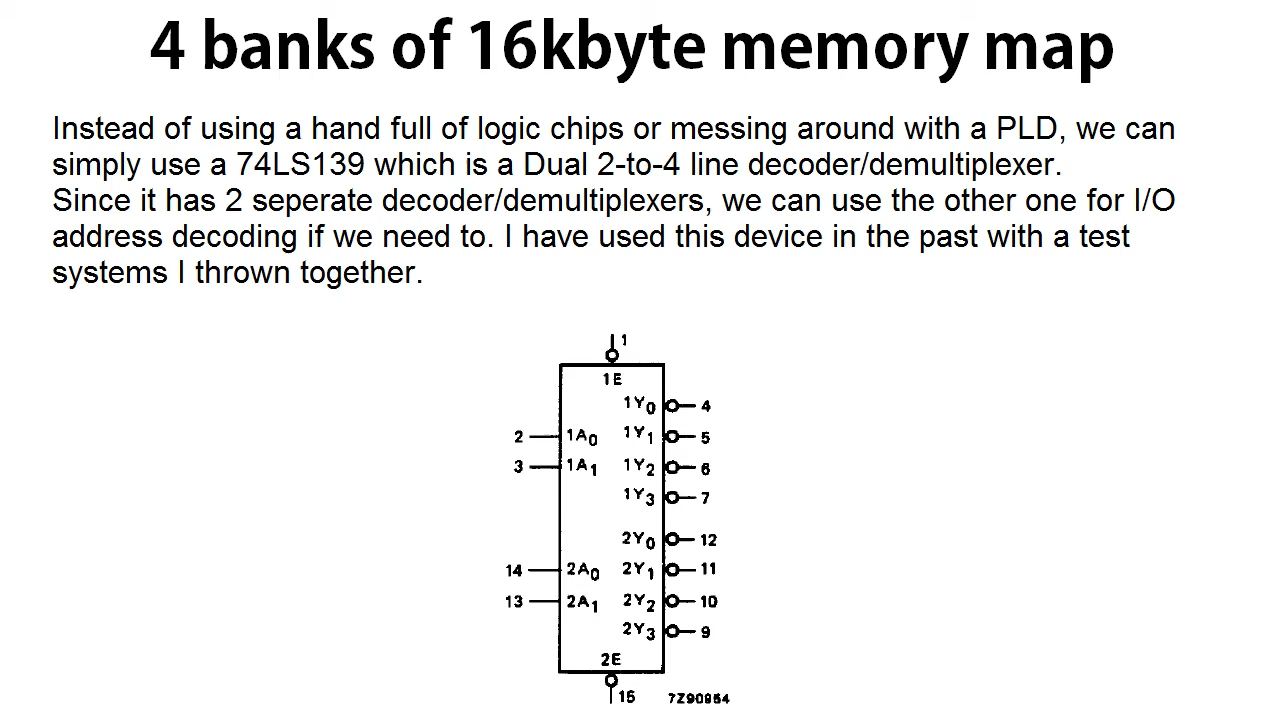 4 banks of 16kbyte memory map
Instead of using a hand full of logic chips or messing around with a PLD, we can
simply use a 74LS139 which is a Dual 2-to-4 line decoder/demultiplexer.
Since it has 2 seperate decoder/demultiplexers, we can use the other one for I/O
address decoding if we need to. I have used this device in the past with a test
systems I thrown together.
1
1E
1Y0 4
2 1A0 1Y1 5
3 1A1 1Y2 6
1Y3 7
2Y0 12
14 2A0 2Y1 11
13 2A1 2Y2 10
2Y3 9
2E
15 7Z90954